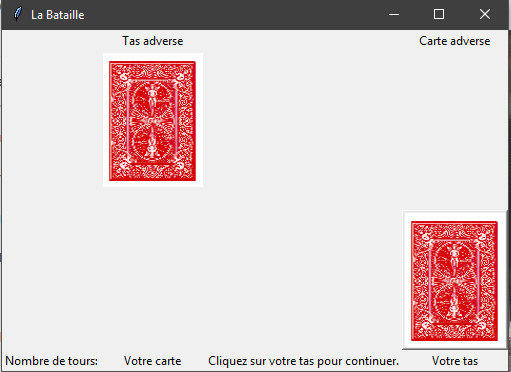 La Bataille
Tas adverse
Carte adverse
Nombre de tours:
Votre carte
Cliquez sur votre tas pour continuer.
Votre tas